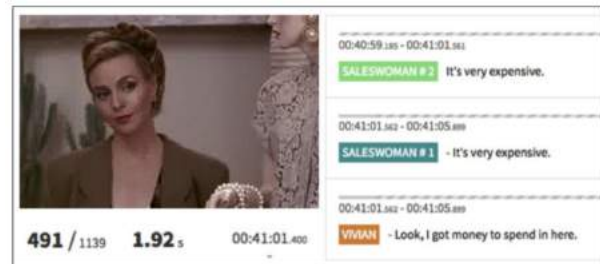 00:40:59.185 - 00:41:01.561
SALESWOMAN # 2 It's very expensive.
00:41:01.562 - 00:41:05.899
SALESWOMAN # 1 - It's very expensive.
00:41:01.562 - 00:41:05.899
VIVIAN - Look, I got money to spend in here.
491 / 1139 1.92 s 00:41:01.400
-